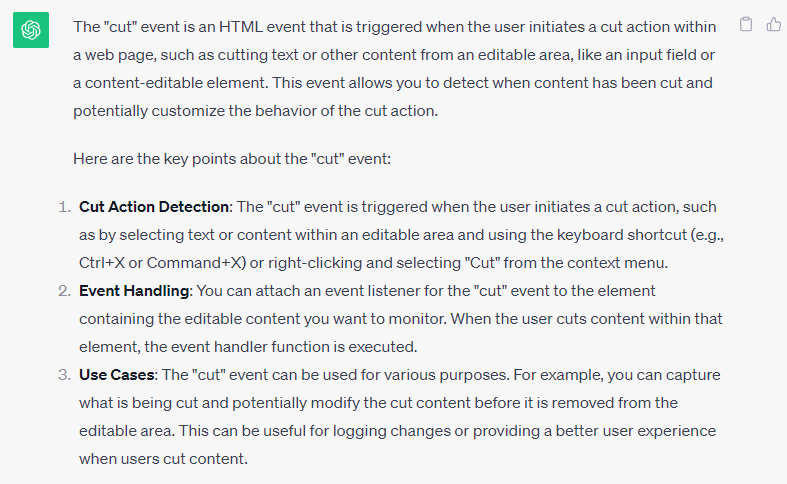 The "cut" event is an HTML event that is triggered when the user initiates a cut action within
a web page, such as cutting text or other content from an editable area, like an input field or
a content-editable element. This event allows you to detect when content has been cut and
potentially customize the behavior of the cut action.
Here are the key points about the "cut" event:
1. Cut Action Detection: The "cut" event is triggered when the user initiates a cut action, such
as by selecting text or content within an editable area and using the keyboard shortcut (e.g.,
Ctrl+X or Command+X) or right-clicking and selecting "Cut" from the context menu.
2. Event Handling: You can attach an event listener for the "cut" event to the element
containing the editable content you want to monitor. When the user cuts content within that
element, the event handler function is executed.
3. Use Cases: The "cut" event can be used for various purposes. For example, you can capture
what is being cut and potentially modify the cut content before it is removed from the
editable area. This can be useful for logging changes or providing a better user experience
when users cut content.